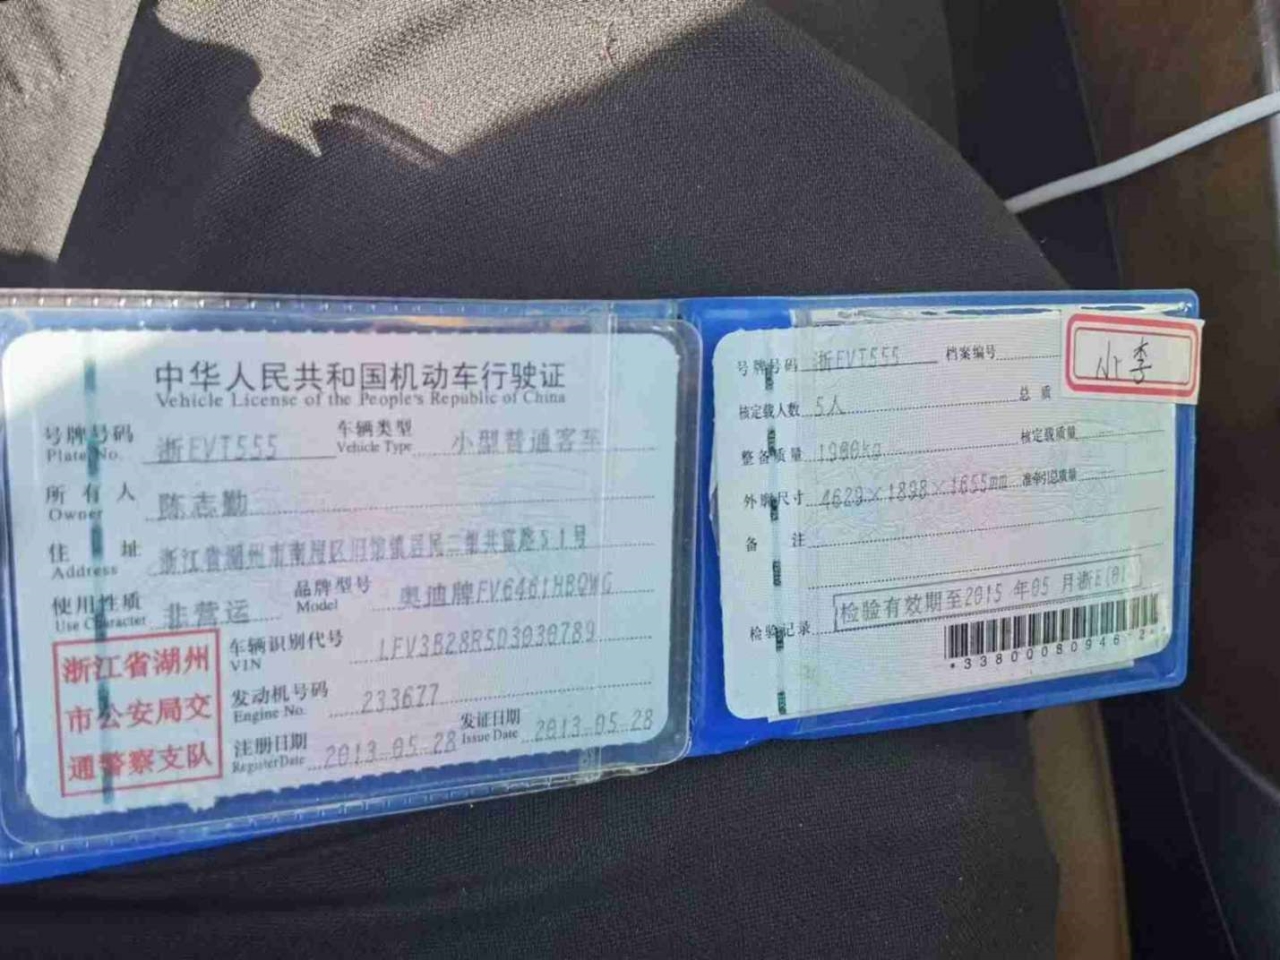 中华人民共和国机动车行驶证
Vehicle License of the People's Republic of China
号牌号码 浙EVT555 车辆类型 小型普通客车
Plate No. Vehicle Type
所有人 陈志勤
Owner
住址 浙江省湖州市南浔区旧馆镇居民二组共富路51号
Address
品牌型号 奥迪牌FV6461HBQWG
Model
使用性质 非营运
Use Character
车辆识别代号 LFV3B28R5D3030789
VIN
发动机号码 233677
Engine No.
注册日期 2013-05-28 发证日期 2013-05-28
Register Date Issue Date
浙江省湖州
市公安局交
通警察支队
号牌号码 浙EVT555 档案编号
小李
核定载人数 5人 总质
整备质量 1980kg 核定载质量
外廓尺寸 4629×1898×1655mm 准牵引总质量
备注
检验记录 检验有效期至2015年05月浙E(01
*3380008094612*